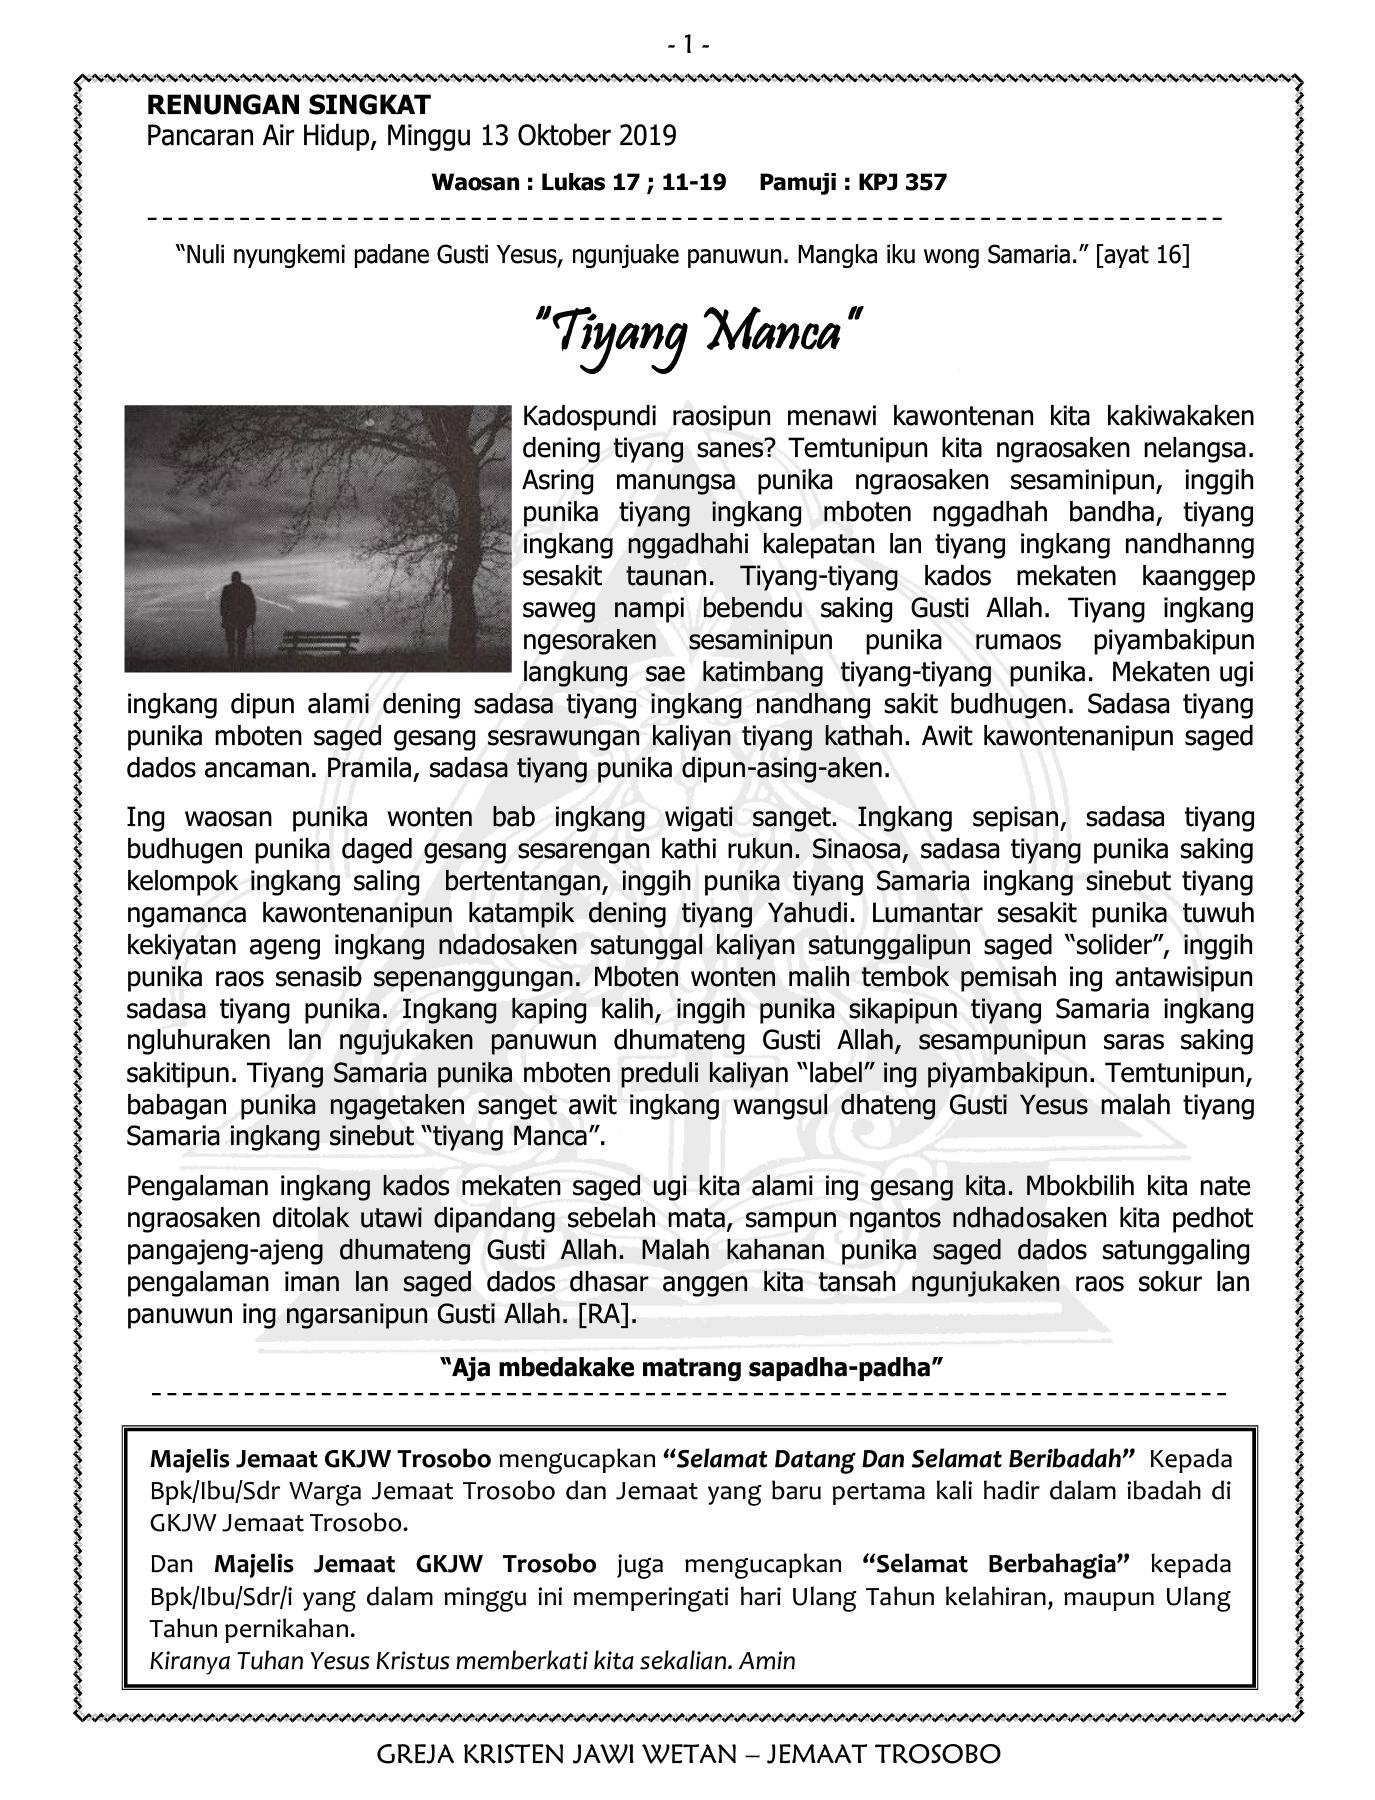 - 1 -
RENUNGAN SINGKAT
Pancaran Air Hidup, Minggu 13 Oktober 2019
Waosan : Lukas 17 ; 11-19 Pamuji : KPJ 357
“Nuli nyungkemi padane Gusti Yesus, ngunjuake panuwun. Mangka iku wong Samaria.” [ayat 16]
"Tiyang Manca"
Kadospundi raosipun menawi kawontenan kita kakiwakaken
dening tiyang sanes? Temtunipun kita ngraosaken nelangsa.
Asring manungsa punika ngraosaken sesaminipun, inggih
punika tiyang ingkang mboten nggadhah bandha, tiyang
ingkang nggadhahi kalepatan lan tiyang ingkang nandhanng
sesakit taunan. Tiyang-tiyang kados mekaten kaanggep
saweg nampi bebendu saking Gusti Allah. Tiyang ingkang
ngesoraken sesaminipun punika rumaos piyambakipun
langkung sae katimbang tiyang-tiyang punika. Mekaten ugi
ingkang dipun alami dening sadasa tiyang ingkang nandhang sakit budhugen. Sadasa tiyang
punika mboten saged gesang sesrawungan kaliyan tiyang kathah. Awit kawontenanipun saged
dados ancaman. Pramila, sadasa tiyang punika dipun-asing-aken.
Ing waosan punika wonten bab ingkang wigati sanget. Ingkang sepisan, sadasa tiyang
budhugen punika daged gesang sesarengan kathi rukun. Sinaosa, sadasa tiyang punika saking
kelompok ingkang saling bertentangan, inggih punika tiyang Samaria ingkang sinebut tiyang
ngamanca kawontenanipun katampik dening tiyang Yahudi. Lumantar sesakit punika tuwuh
kekiyatan ageng ingkang ndadosaken satunggal kaliyan satunggalipun saged “solider”, inggih
punika raos senasib sepenanggungan. Mboten wonten malih tembok pemisah ing antawisipun
sadasa tiyang punika. Ingkang kaping kalih, inggih punika sikapipun tiyang Samaria ingkang
ngluhuraken lan ngujukaken panuwun dhumateng Gusti Allah, sesampunipun saras saking
sakitipun. Tiyang Samaria punika mboten preduli kaliyan “label” ing piyambakipun. Temtunipun,
babagan punika ngagetaken sanget awit ingkang wangsul dhateng Gusti Yesus malah tiyang
Samaria ingkang sinebut “tiyang Manca”.
Pengalaman ingkang kados mekaten saged ugi kita alami ing gesang kita. Mbokbilih kita nate
ngraosaken ditolak utawi dipandang sebelah mata, sampun ngantos ndhadosaken kita pedhot
pangajeng-ajeng dhumateng Gusti Allah. Malah kahanan punika saged dados satunggaling
pengalaman iman lan saged dados dhasar anggen kita tansah ngunjukaken raos sokur lan
panuwun ing ngarsanipun Gusti Allah. [RA].
“Aja mbedakake matrang sapadha-padha”
Majelis Jemaat GKJW Trosobo mengucapkan “Selamat Datang Dan Selamat Beribadah” Kepada
Bpk/Ibu/Sdr Warga Jemaat Trosobo dan Jemaat yang baru pertama kali hadir dalam ibadah di
GKJW Jemaat Trosobo.
Dan Majelis Jemaat GKJW Trosobo juga mengucapkan “Selamat Berbahagia” kepada
Bpk/Ibu/Sdr/i yang dalam minggu ini memperingati hari Ulang Tahun kelahiran, maupun Ulang
Tahun pernikahan.
Kiranya Tuhan Yesus Kristus memberkati kita sekalian. Amin
GREJA KRISTEN JAWI WETAN – JEMAAT TROSOBO